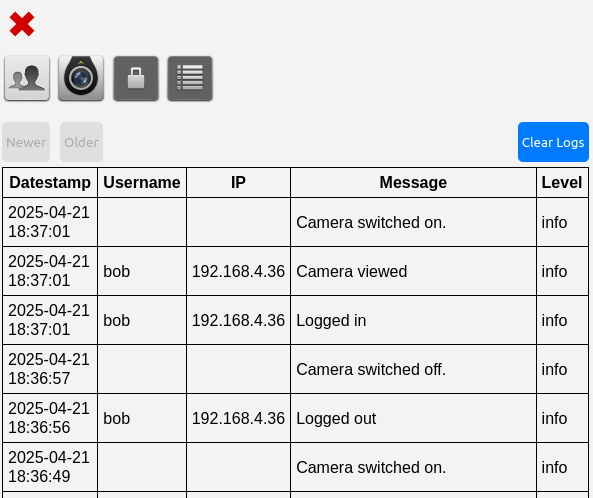 Newer Older Clear Logs
Datestamp Username IP Message Level
2025-04-21
18:37:01 Camera switched on. info
2025-04-21
18:37:01 bob 192.168.4.36 Camera viewed info
2025-04-21
18:37:01 bob 192.168.4.36 Logged in info
2025-04-21
18:36:57 Camera switched off. info
2025-04-21
18:36:56 bob 192.168.4.36 Logged out info
2025-04-21
18:36:49 Camera switched on. info